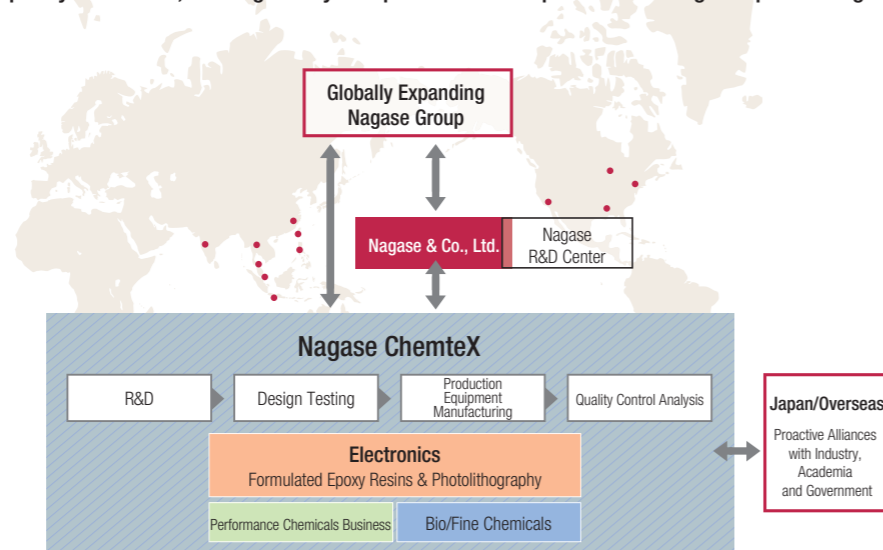 Globally Expanding
Nagase Group
Nagase & Co., Ltd.
Nagase
R&D Center
Nagase ChemteX
R&D
Design Testing
Production
Equipment
Manufacturing
Quality Control Analysis
Electronics
Formulated Epoxy Resins & Photolithography
Performance Chemicals Business
Bio/Fine Chemicals
Japan/Overseas
Proactive Alliances
with Industry,
Academia
and Government